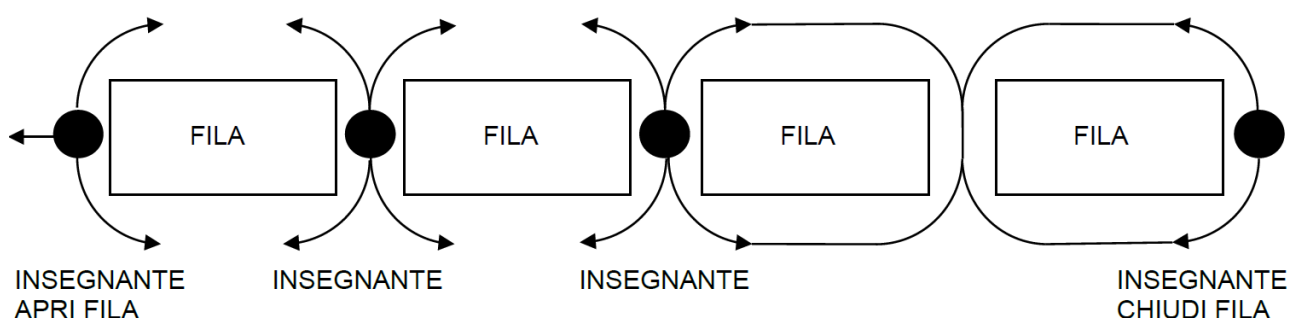 FILA
FILA
FILA
FILA
INSEGNANTE
APRI FILA
INSEGNANTE
INSEGNANTE
INSEGNANTE
CHIUDI FILA